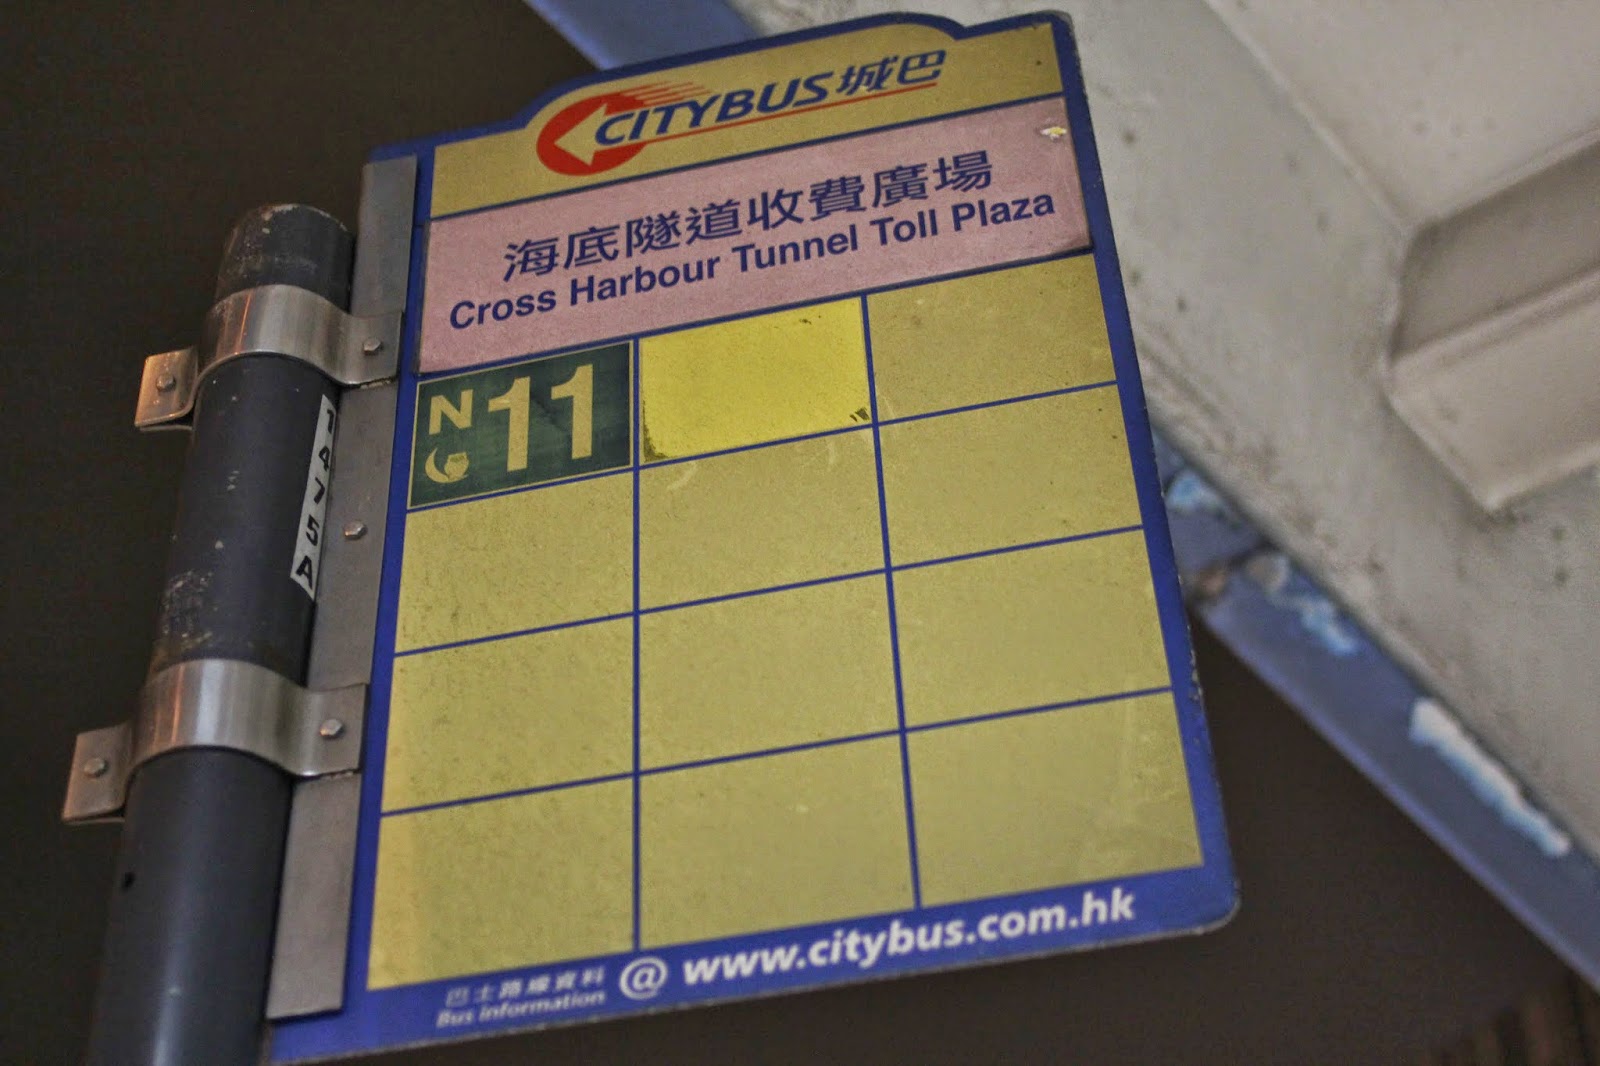 CITYBUS城巴
海底隧道收費廣場
Cross Harbour Tunnel Toll Plaza
N11
1475A
巴士路線資料
Bus information
@ www.citybus.com.hk